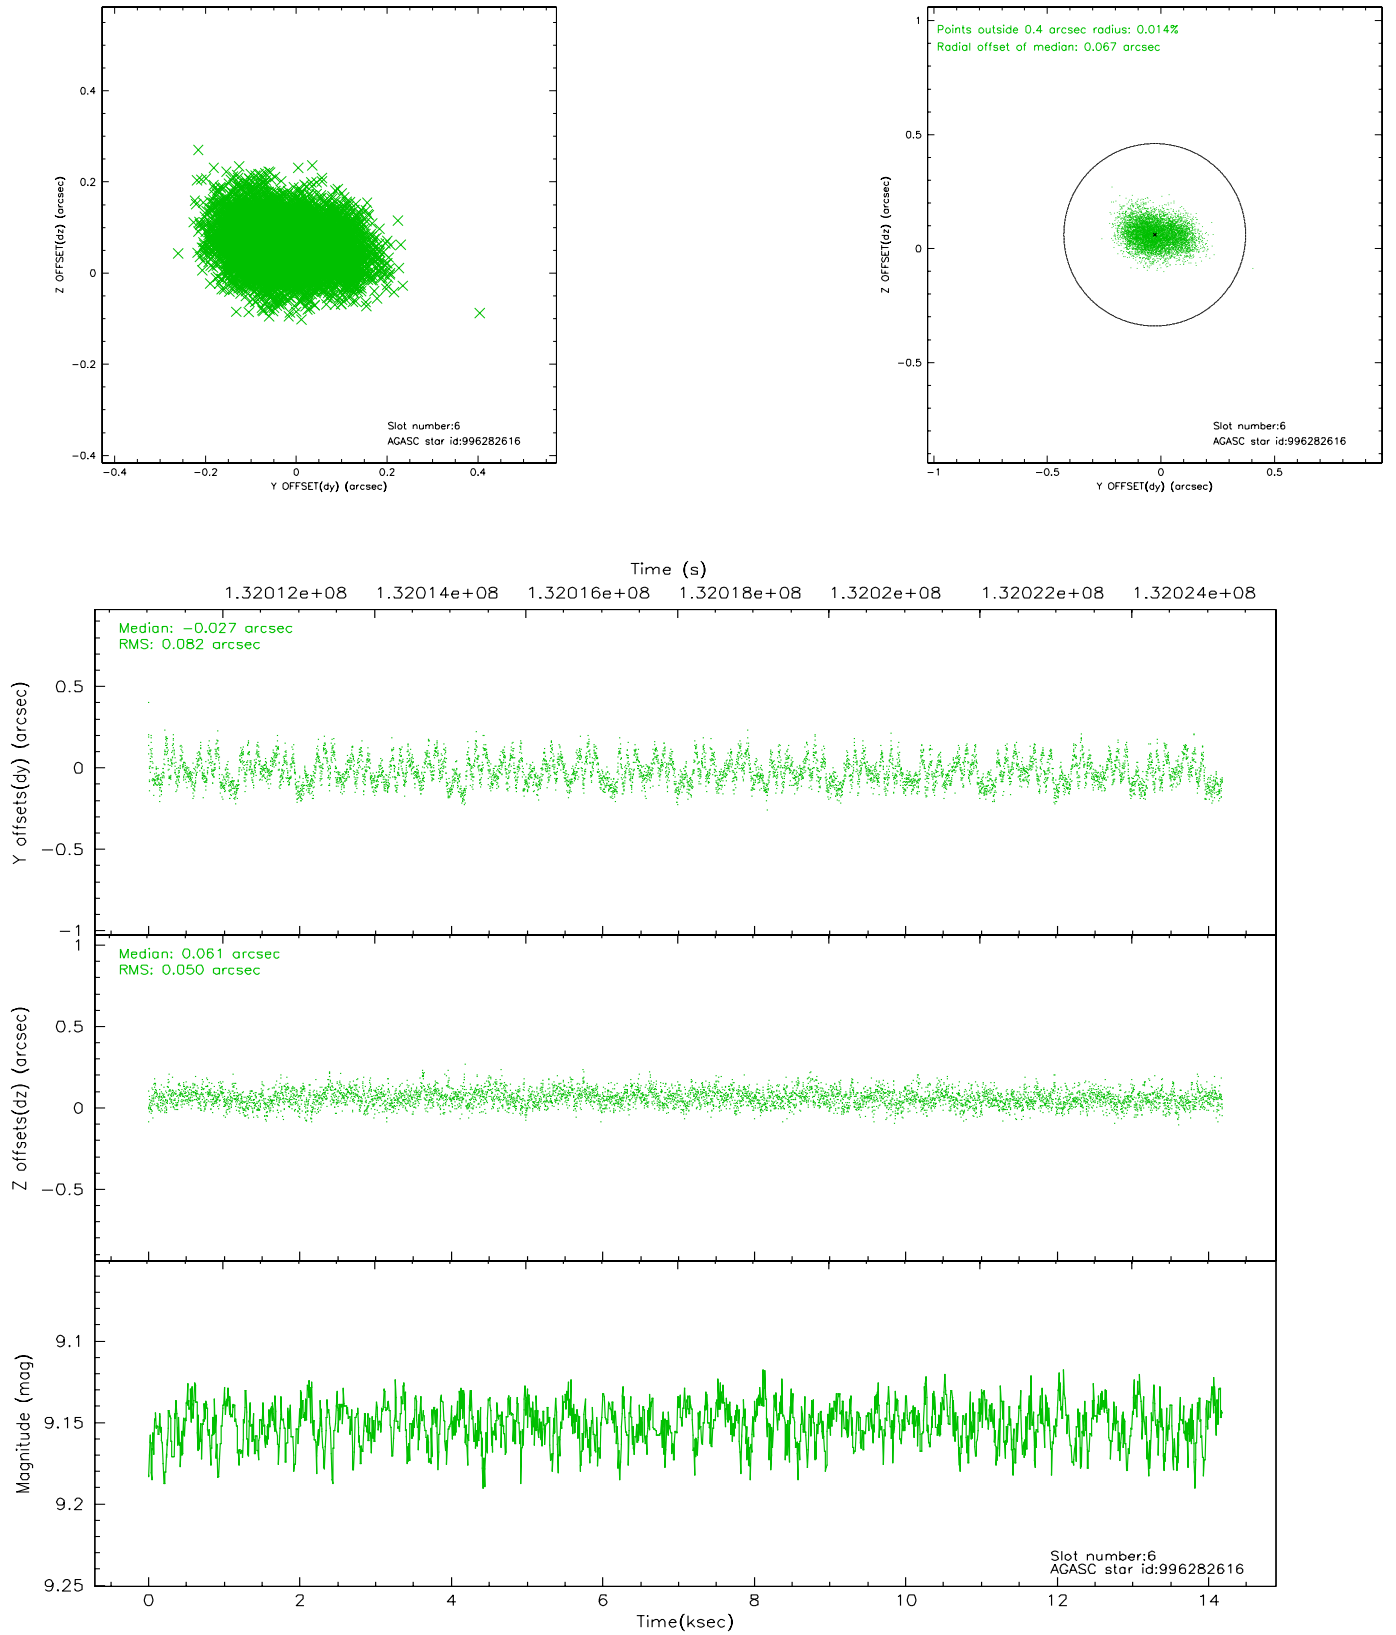 0.4
0.2
0
−0.2
−0.4
Z OFFSET(dz) (arcsec)
Slot number:6
AGASC star id:996282616
−0.4
−0.2
0
0.2
0.4
Y OFFSET(dy) (arcsec)
Points outside 0.4 arcsec radius: 0.014%
Radial offset of median: 0.067 arcsec
1
0.5
0
−0.5
Z OFFSET(dz) (arcsec)
Slot number:6
AGASC star id:996282616
−1
−0.5
0
0.5
Y OFFSET(dy) (arcsec)
Time (s)
1.32012e+08 1.32014e+08 1.32016e+08 1.32018e+08 1.3202e+08 1.32022e+08 1.32024e+08
Median: −0.027 arcsec
RMS: 0.082 arcsec
0.5
0
−0.5
−1
Y offsets(dy) (arcsec)
Median: 0.061 arcsec
RMS: 0.050 arcsec
1
0.5
0
−0.5
Z offsets(dz) (arcsec)
9.1
9.15
9.2
9.25
Magnitude (mag)
Slot number:6
AGASC star id:996282616
0 2 4 6 8 10 12 14
Time(ksec)